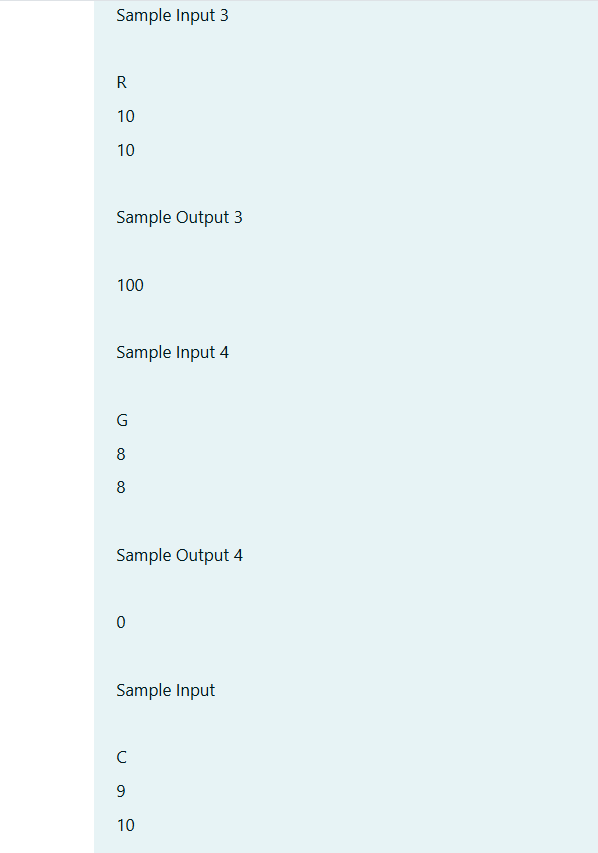 Sample Input 3
R
10
10
Sample Output 3
100
Sample Input 4
G
8
8
Sample Output 4
0
Sample Input
C
9
10